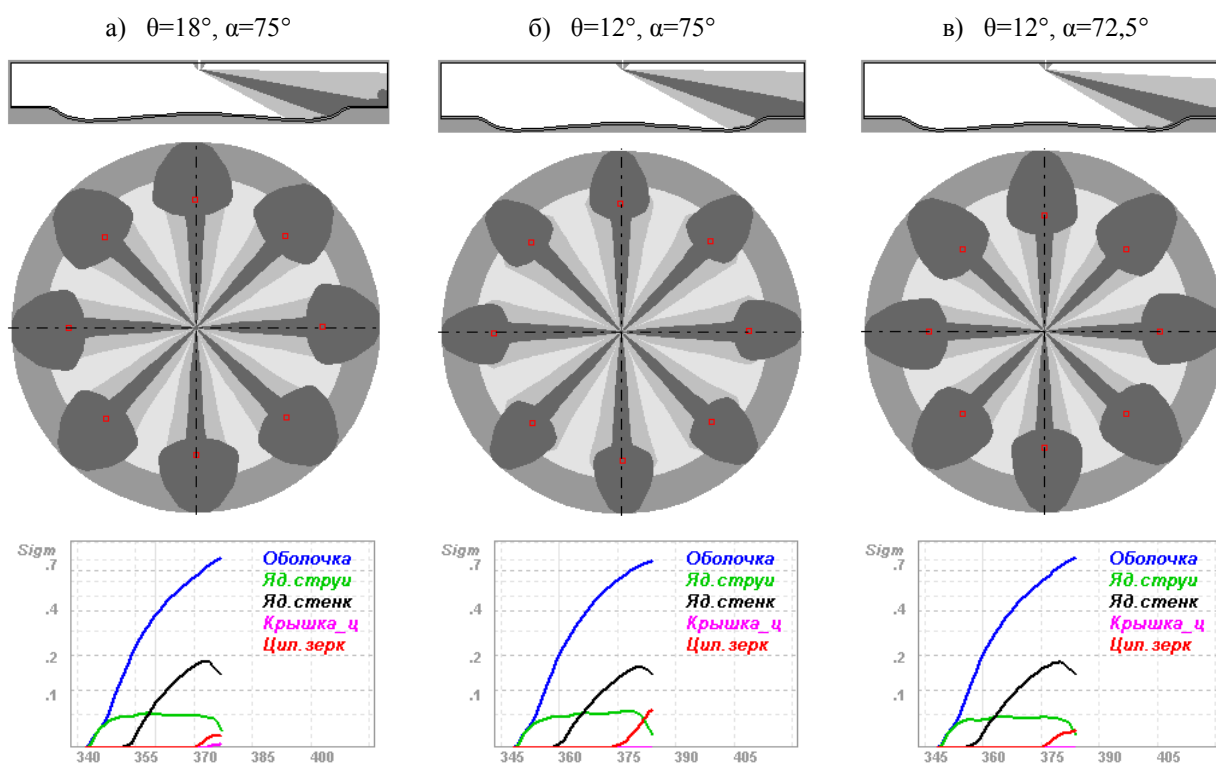 а) θ=18°, α=75°
б) θ=12°, α=75°
в) θ=12°, α=72,5°
Sigm
.7
.4
.2
.1
Оболочка
Яд.струи
Яд.стенк
Крышка_ц
Цил.зерк
340 355 370 385 400
Sigm
.7
.4
.2
.1
Оболочка
Яд.струи
Яд.стенк
Крышка_ц
Цил.зерк
345 360 375 390 405
Sigm
.7
.4
.2
.1
Оболочка
Яд.струи
Яд.стенк
Крышка_ц
Цил.зерк
345 360 375 390 405